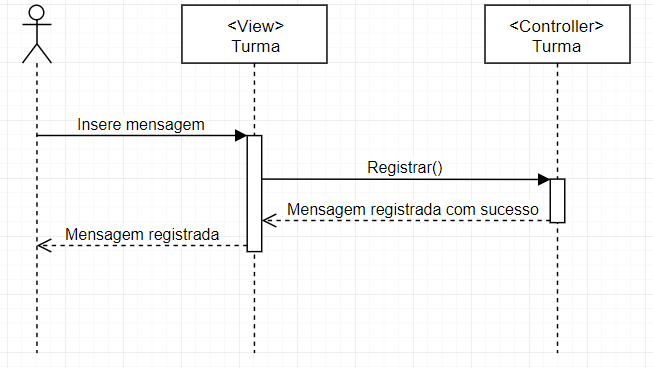 <View>
Turma
<Controller>
Turma
Insere mensagem
Registrar()
Mensagem registrada com sucesso
Mensagem registrada